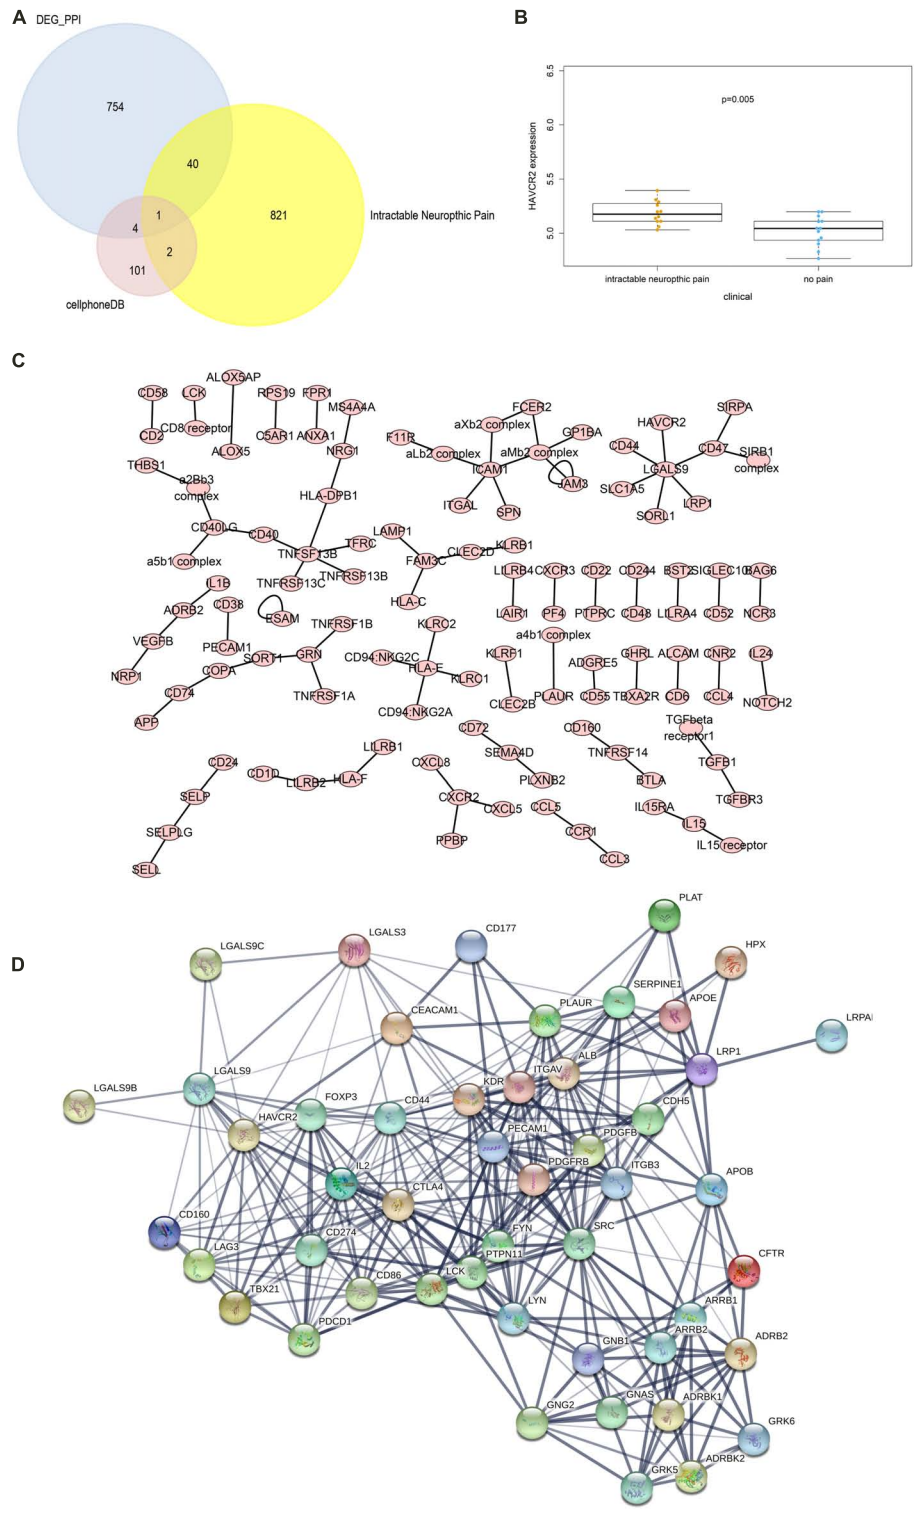 A
DEG_PPI
754
40
1
4
2
821
101
Intractable Neuropthic Pain
cellphoneDB
B
p=0.005
HAVCR2 expression
6.5
6.0
5.5
5.0
intractable neuropthic pain
no pain
clinical
C
CD58
LCK
ALOX5AP
RPS19
FPR1
MS4A4A
CD2
CD8 receptor
ALOX5
C5AR1
ANXA1
NRG1
FCER2
aXb2 complex
GP1BA
F11R
aLb2 complex
aMb2 complex
ICAM1
JAM3
ITGAL
SPN
SIRPA
HAVCR2
CD44
CD47
SIRB1
complex
LGALS9
SLC1A5
LRP1
SORL1
THBS1
a2Bb3
complex
HLA-DPB1
CD40LG
CD40
a5b1 complex
TNFSF13B
TFRC
TNFRSF13C
TNFRSF13B
LAMP1
KLRB1
CLEC2D
FAM3C
HLA-C
LILRB4
CXCR3
CD22
CD244
BST2
SIGLEC10
BAG6
LAIR1
PF4
PTPRC
CD48
LILRA4
CD52
NCR3
IL1B
ADRB2
CD38
VEGFB
PECAM1
NRP1
ESAM
TNFRSF1B
SORT1
GRN
COPA
CD74
APP
TNFRSF1A
KLRC2
CD94:NKG2C
HLA-E
KLRC1
CD94:NKG2A
a4b1 complex
KLRF1
ADGRE5
GHRL
ALCAM
CNR2
IL24
CLEC2B
PLAUR
CD55
TBXA2R
CD6
CCL4
NOTCH2
CD72
SEMA4D
PLXNB2
CD160
TNFRSF14
BTLA
TGFbeta
receptor1
TGFB1
TGFBR3
CD24
SELP
SELPLG
SELL
CD1D
LILRB2
HLA-F
LILRB1
CXCL8
CXCR2
CXCL5
PPBP
CCL5
CCR1
CCL3
IL15RA
IL15
IL15 receptor
D
PLAT
CD177
LGALS3
LGALS9C
HPX
SERPINE1
PLAUR
APOE
CEACAM1
LRPA
LRP1
ALB
ITGAV
LGALS9
KDR
LGALS9B
FOXP3
CD44
CDH5
HAVCR2
PECAM1
PDGFB
PDGFRB
ITGB3
IL2
APOB
CTLA4
CD160
FYN
SRC
CD274
LAG3
PTPN11
CFTR
LCK
CD86
TBX21
LYN
ARRB1
PDCD1
ARRB2
GNB1
ADRB2
GNG2
GNAS
ADRBK1
GRK6
GRK5
ADRBK2